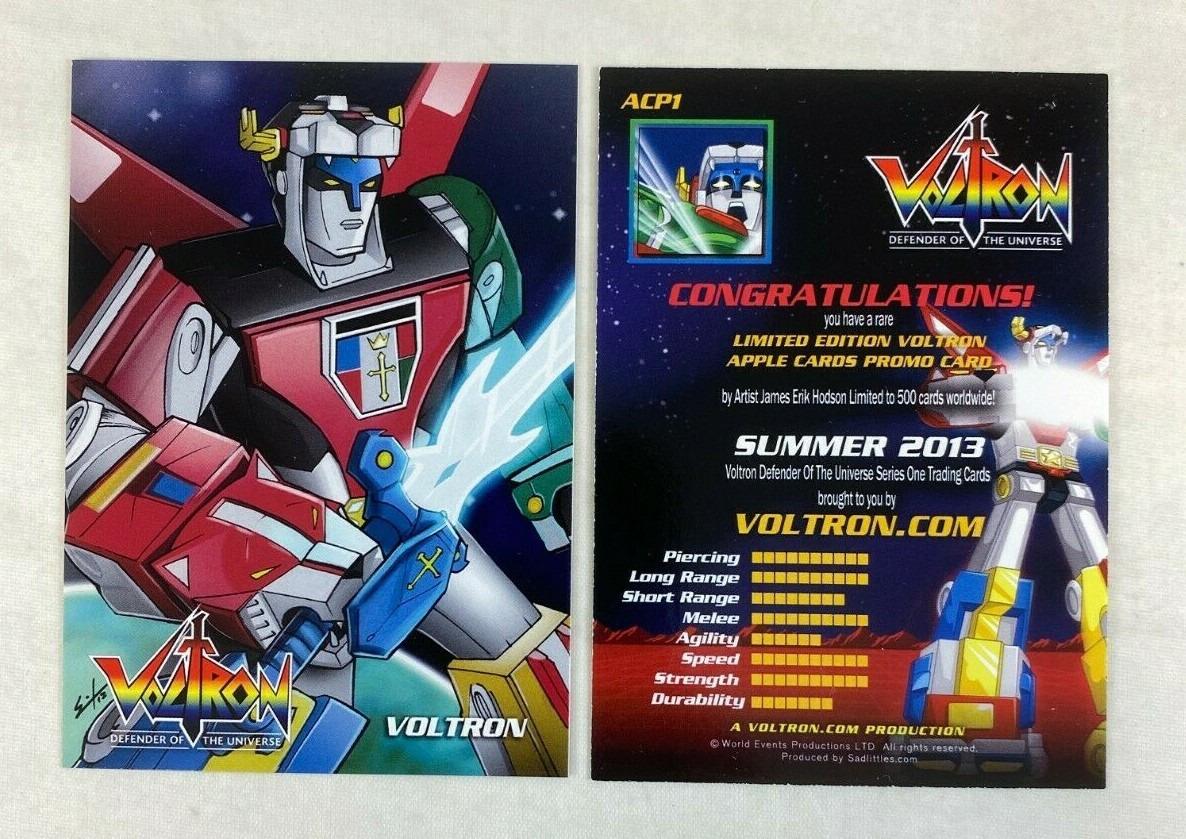 VOLTRON
DEFENDER OF THE UNIVERSE
VOLTRON
ACP1
VOLTRON
DEFENDER OF THE UNIVERSE
CONGRATULATIONS!
you have a rare
LIMITED EDITION VOLTRON
APPLE CARDS PROMO CARD
by Artist James Erik Hodson Limited to 500 cards worldwide!
SUMMER 2013
Voltron Defender Of The Universe Series One Trading Cards
brought to you by
VOLTRON.COM
Piercing
Long Range
Short Range
Melee
Agility
Speed
Strength
Durability
A VOLTRON.COM PRODUCTION
© World Events Productions LTD All rights reserved.
Produced by Sadlittles.com